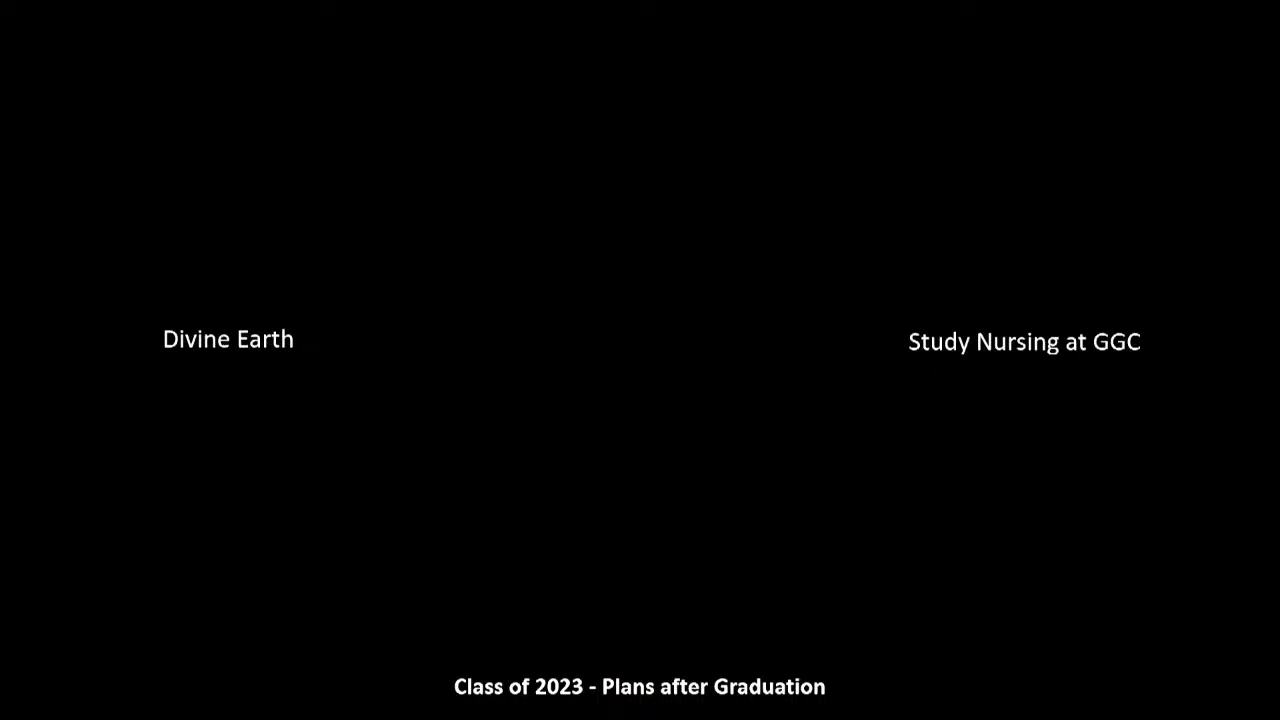 Divine Earth
Study Nursing at GGC
Class of 2023 - Plans after Graduation